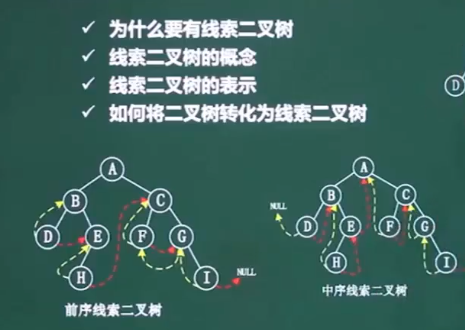 ✓ 为什么要有线索二叉树
✓ 线索二叉树的概念
✓ 线索二叉树的表示
✓ 如何将二叉树转化为线索二叉树
D
A
B C
D E F G
H I
NULL
前序线索二叉树
A
NULL
B C
D E F G
H I
中序线索二叉树